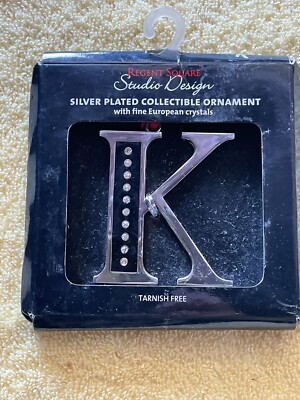 REGENT SQUARE
Studio Design
SILVER PLATED COLLECTIBLE ORNAMENT
with fine European crystals
K
TARNISH FREE